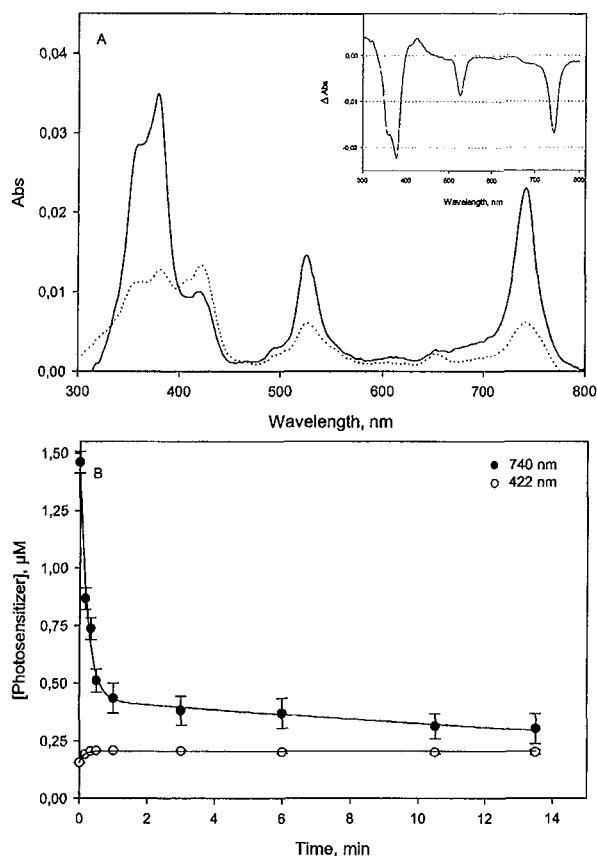 A
0,05
0,04
0,03
0,02
0,01
0,00
Abs
300 400 500 600 700 800
Wavelength, nm
0,00
-0,01
-0,02
Δ Abs
300 400 500 600 700 800
Wavelength, nm
B
1,50
1,25
1,00
0,75
0,50
0,25
0,00
[Photosensitizer], µM
740 nm
422 nm
0 2 4 6 8 10 12 14
Time, min